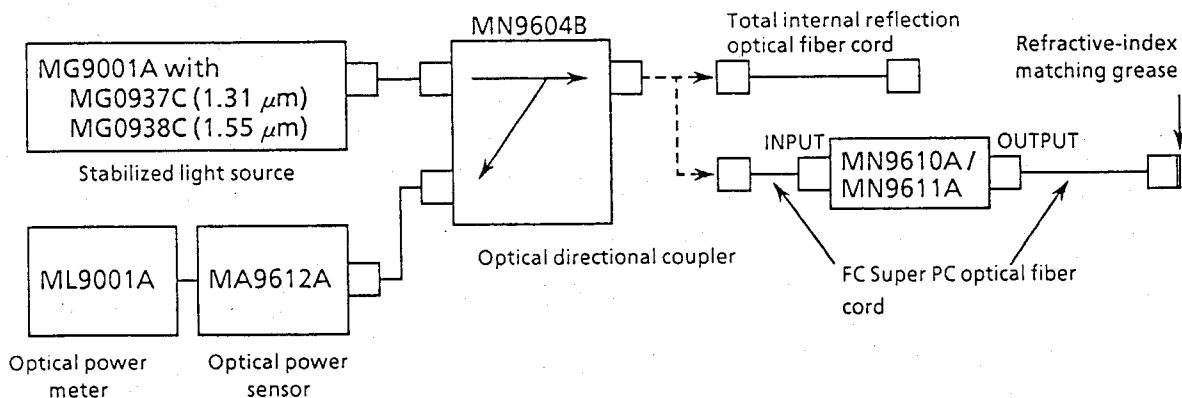 MG9001A with
MG0937C (1.31 μm)
MG0938C (1.55 μm)
Stabilized light source
MN9604B
Optical directional coupler
Total internal reflection
optical fiber cord
Refractive-index
matching grease
INPUT
MN9610A /
MN9611A
OUTPUT
FC Super PC optical fiber
cord
ML9001A
Optical power
meter
MA9612A
Optical power
sensor